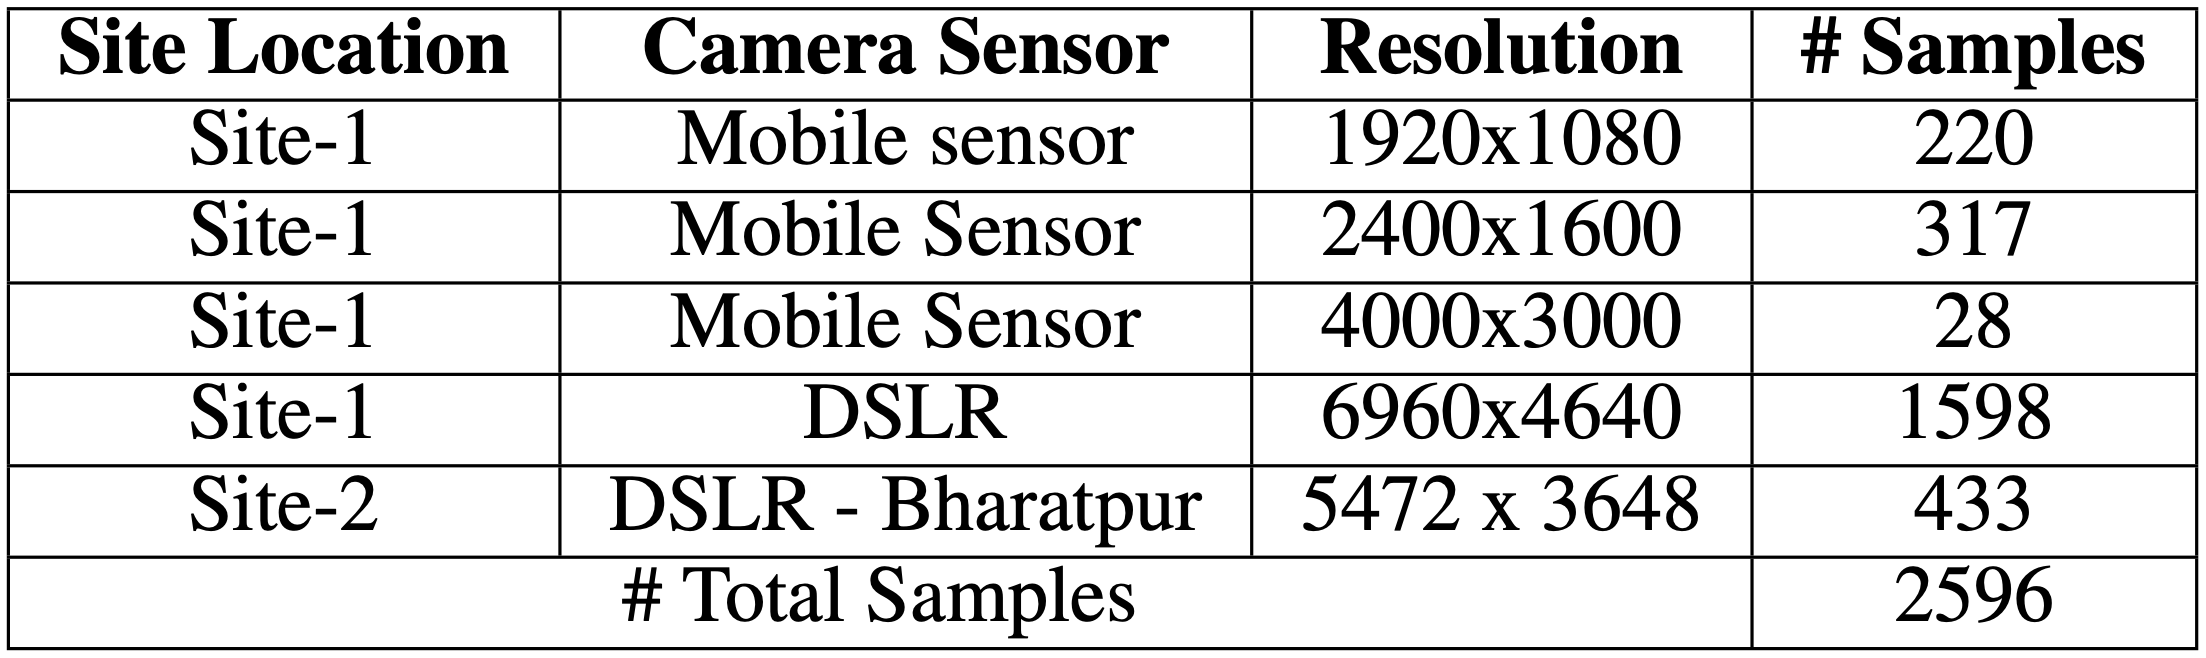 Site Location Camera Sensor Resolution # Samples
Site-1 Mobile sensor 1920x1080 220
Site-1 Mobile Sensor 2400x1600 317
Site-1 Mobile Sensor 4000x3000 28
Site-1 DSLR 6960x4640 1598
Site-2 DSLR - Bharatpur 5472 x 3648 433
# Total Samples 2596